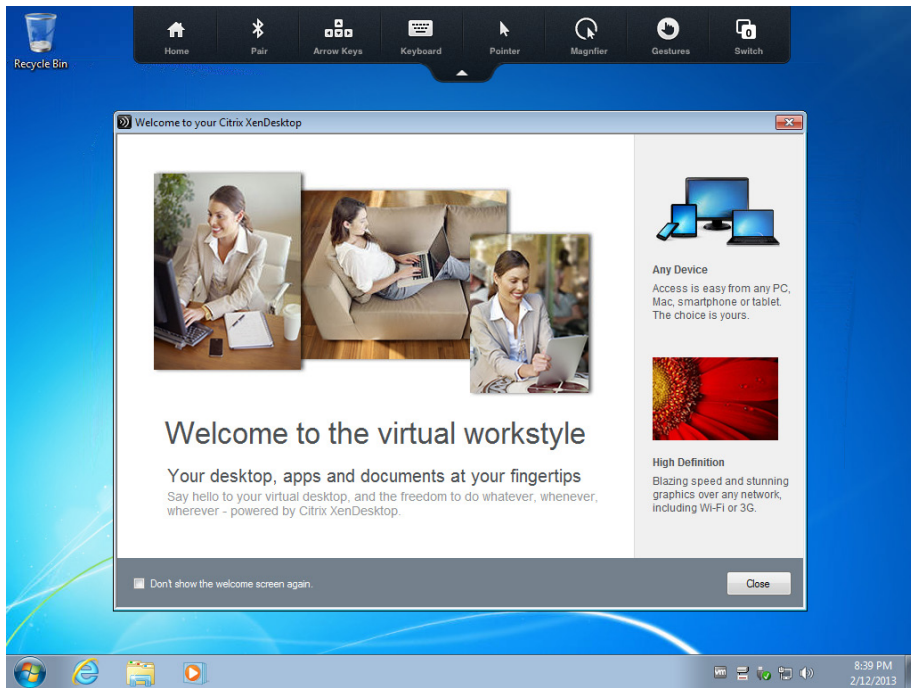 Home Pair Arrow Keys Keyboard Pointer Magnfier Gestures Switch
Recycle Bin
Welcome to your Citrix XenDesktop
Any Device
Access is easy from any PC,
Mac, smartphone or tablet.
The choice is yours.
Welcome to the virtual workstyle
Your desktop, apps and documents at your fingertips
Say hello to your virtual desktop, and the freedom to do whatever, whenever,
wherever - powered by Citrix XenDesktop.
High Definition
Blazing speed and stunning
graphics over any network,
including Wi-Fi or 3G.
Don't show the welcome screen again.
Close
8:39 PM
2/12/2013